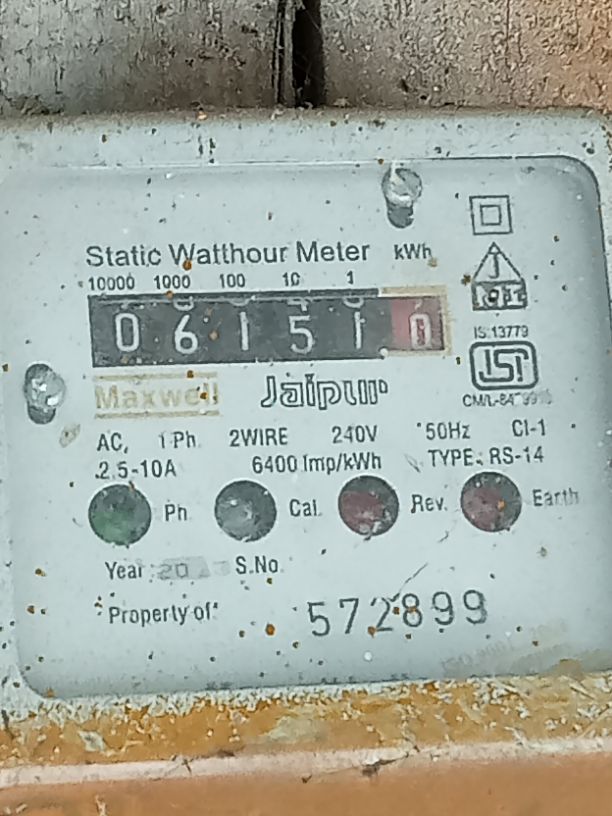 Static Watthour Meter kWh
10000 1000 100 10 1
0 6 1 5 1 0
IS:13779
ISI
Maxwell Jaipur
AC, 1 Ph. 2WIRE 240V 50Hz Cl-1
2.5-10A 6400 Imp/kWh TYPE: RS-14
Ph. Cal. Rev. Earth
Year 20 S.No.
Property of 572899